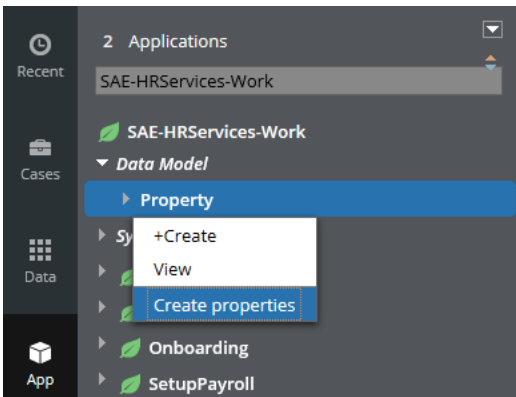 2 Applications
Recent
SAE-HRServices-Work
SAE-HRServices-Work
Cases
Data Model
Property
Sy
+Create
View
Data
Create properties
Onboarding
App
SetupPayroll